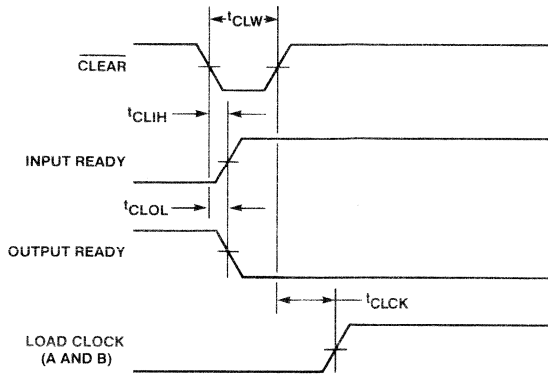 tCLW
CLEAR
tCLIH
INPUT READY
tCLOL
OUTPUT READY
tCLCK
LOAD CLOCK
(A AND B)